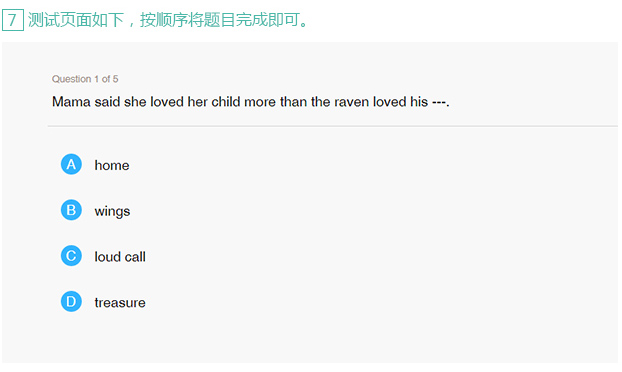 7 测试页面如下，按顺序将题目完成即可。
Question 1 of 5
Mama said she loved her child more than the raven loved his ---.
A home
B wings
C loud call
D treasure